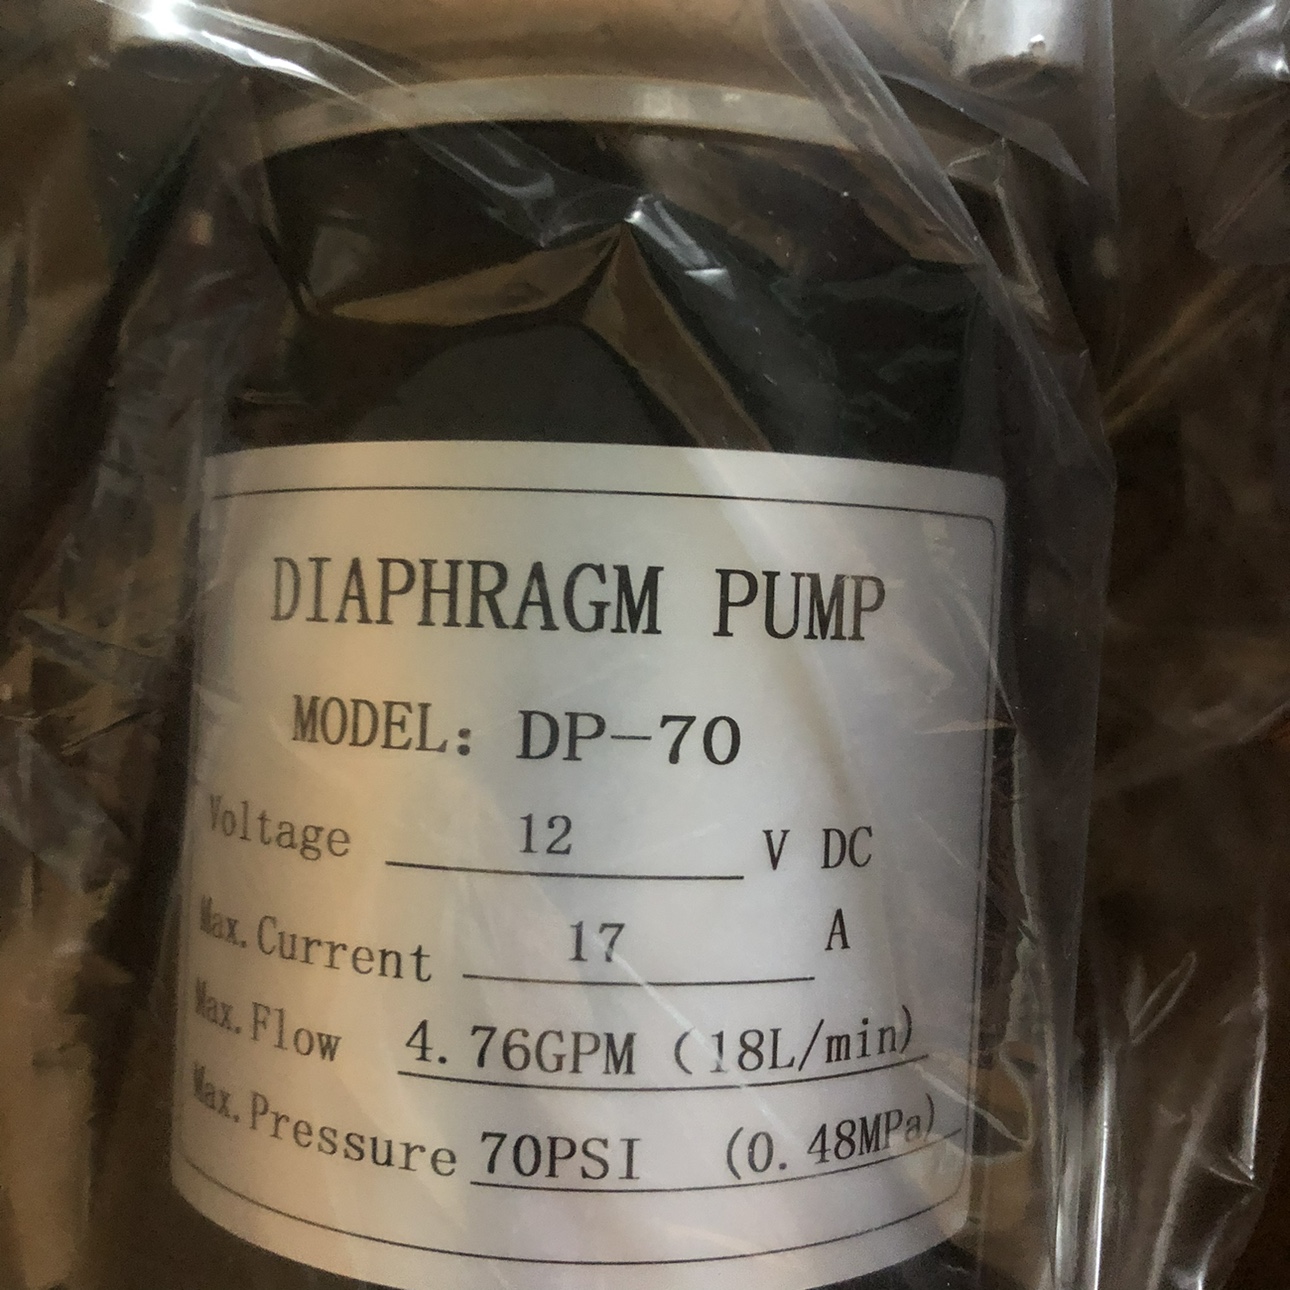 DIAPHRAGM PUMP
MODEL: DP-70
Voltage 12 V DC
Max. Current 17 A
Max. Flow 4.76GPM (18L/min)
Max. Pressure 70PSI (0.48MPa)